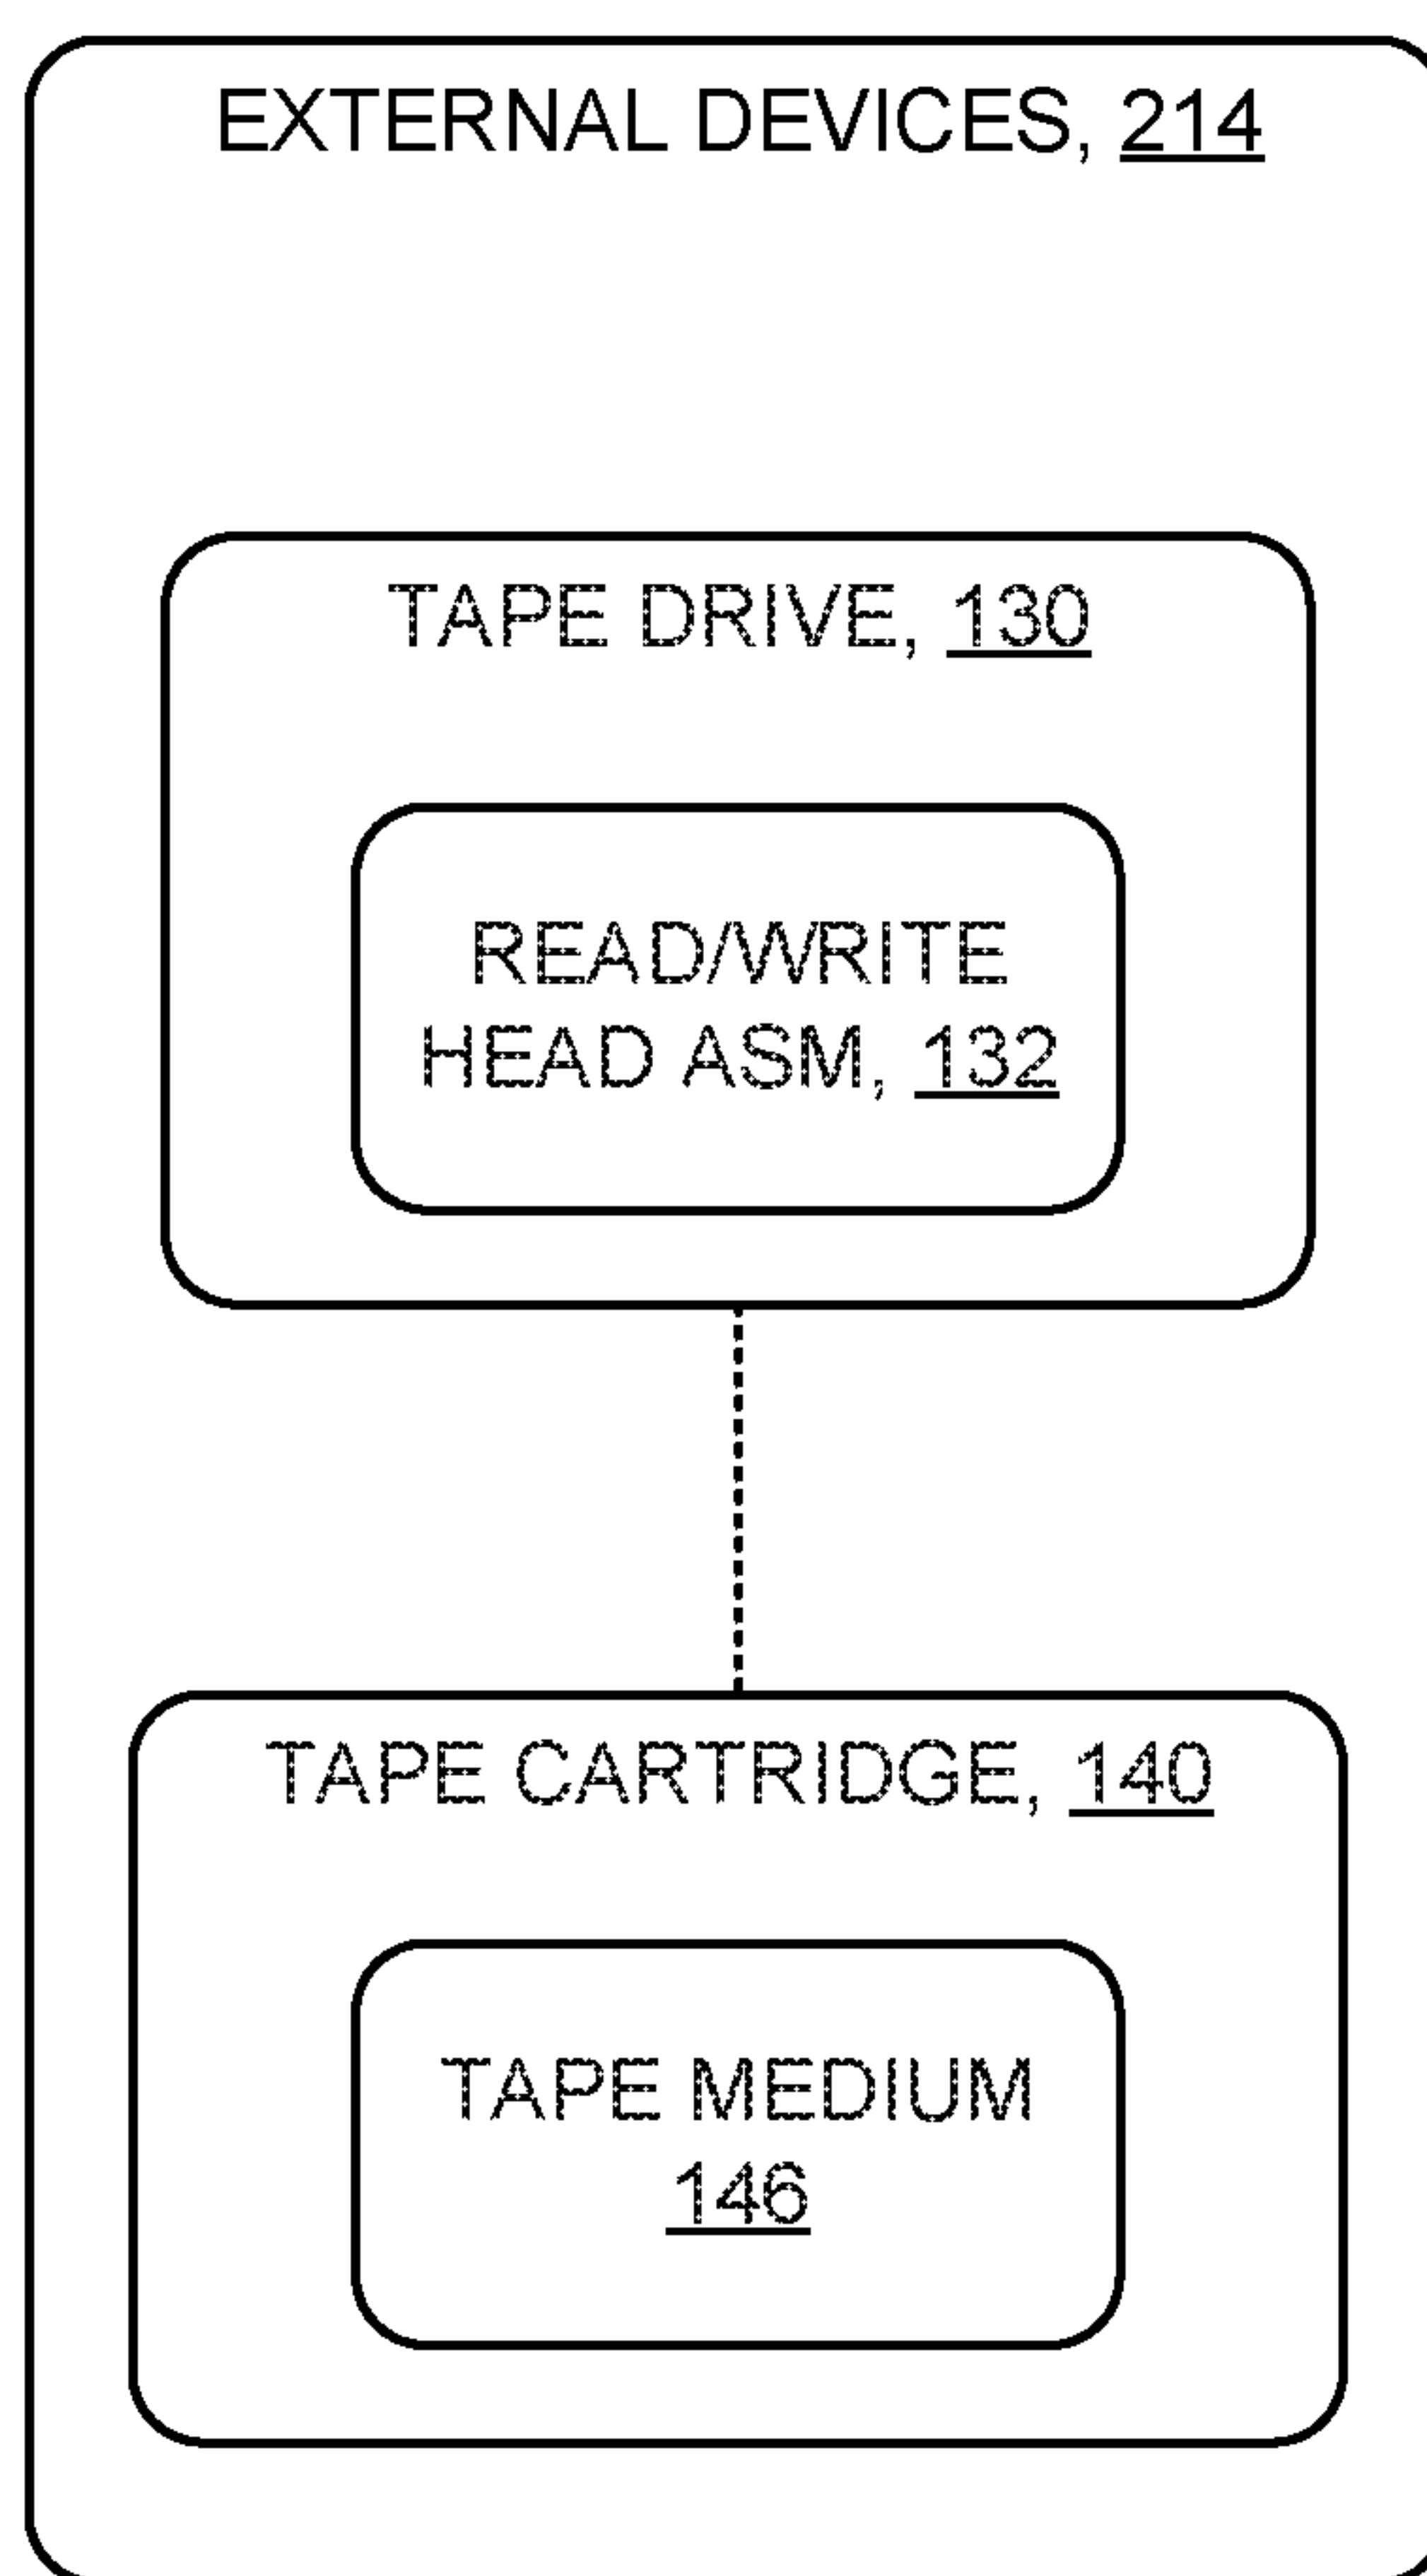 EXTERNAL DEVICES, 214
TAPE DRIVE, 130
READ/WRITE
HEAD ASM, 132
TAPE CARTRIDGE, 140
TAPE MEDIUM
146